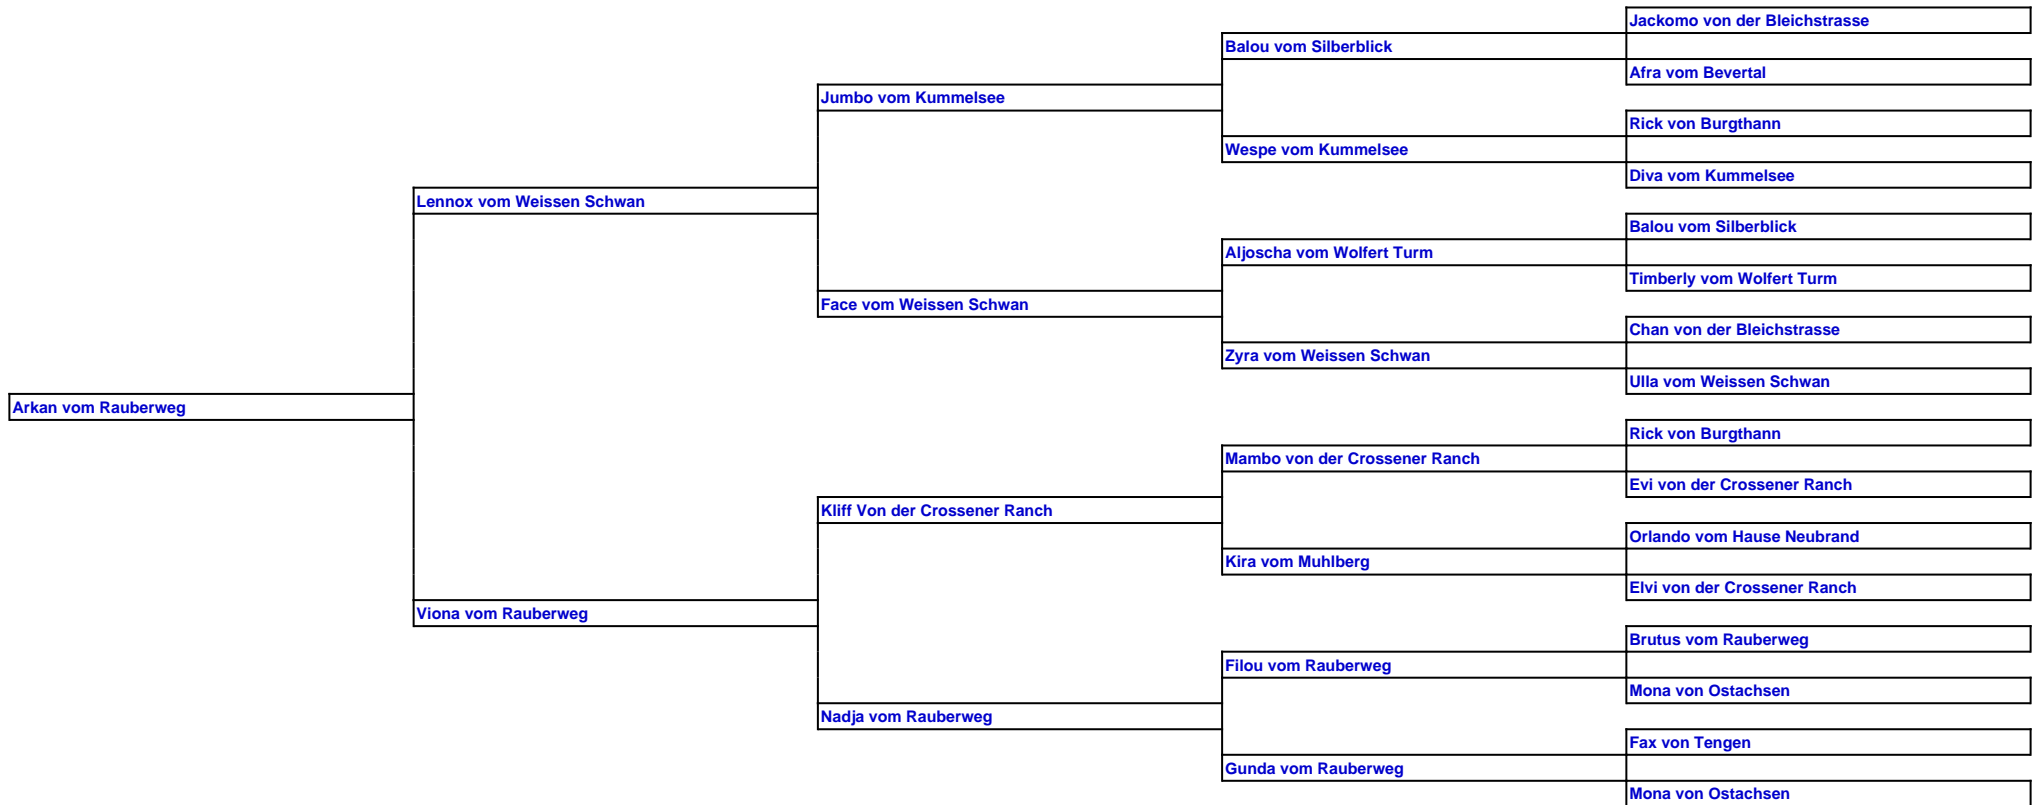 Jackomo von der Bleichstrasse
Balou vom Silberblick
Afra vom Bevertal
Jumbo vom Kummelsee
Rick von Burgthann
Wespe vom Kummelsee
Diva vom Kummelsee
Lennox vom Weissen Schwan
Balou vom Silberblick
Aljoscha vom Wolfert Turm
Timberly vom Wolfert Turm
Face vom Weissen Schwan
Chan von der Bleichstrasse
Zyra vom Weissen Schwan
Ulla vom Weissen Schwan
Arkan vom Rauberweg
Rick von Burgthann
Mambo von der Crossener Ranch
Evi von der Crossener Ranch
Kliff Von der Crossener Ranch
Orlando vom Hause Neubrand
Kira vom Muhlberg
Elvi von der Crossener Ranch
Viona vom Rauberweg
Brutus vom Rauberweg
Filou vom Rauberweg
Mona von Ostachsen
Nadja vom Rauberweg
Fax von Tengen
Gunda vom Rauberweg
Mona von Ostachsen